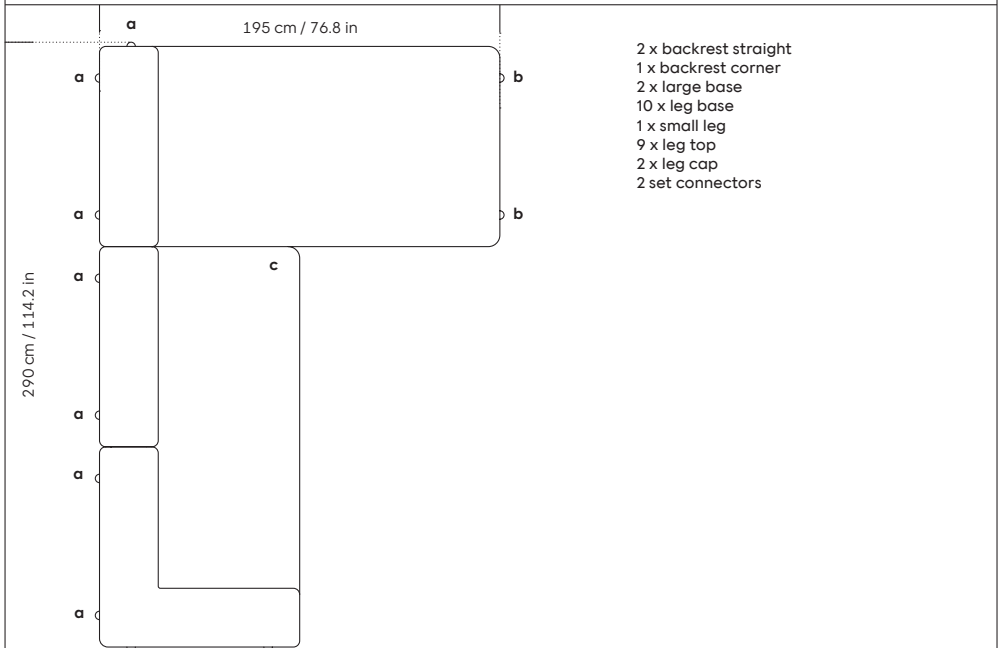 a
195 cm / 76.8 in
a
b
a
b
a
c
290 cm / 114.2 in
a
a
a
2 x backrest straight
1 x backrest corner
2 x large base
10 x leg base
1 x small leg
9 x leg top
2 x leg cap
2 set connectors